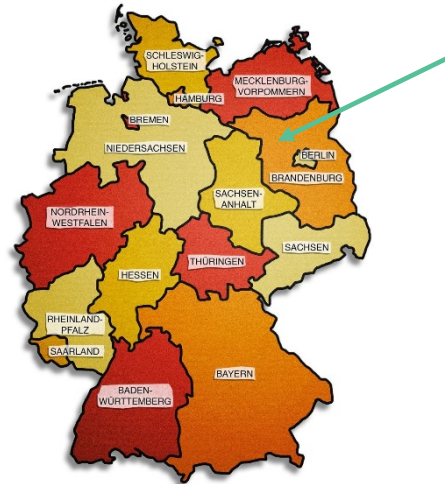 SCHLESWIG-
HOLSTEIN
MECKLENBURG-
VORPOMMERN
HAMBURG
BREMEN
NIEDERSACHSEN
BERLIN
BRANDENBURG
SACHSEN-
ANHALT
NORDRHEIN-
WESTFALEN
SACHSEN
THÜRINGEN
HESSEN
RHEINLAND-
PFALZ
SAARLAND
BADEN-
WÜRTTEMBERG
BAYERN